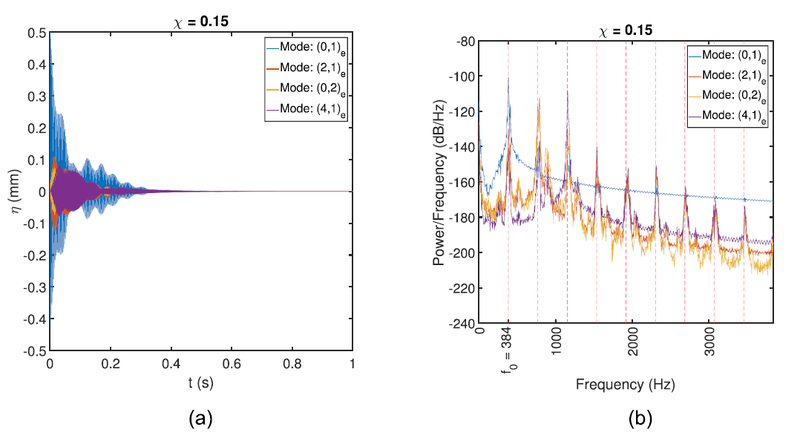 χ = 0.15
0.5
0.4
0.3
0.2
0.1
0
-0.1
-0.2
-0.3
-0.4
-0.5
η (mm)
Mode: (0,1)e
Mode: (2,1)e
Mode: (0,2)e
Mode: (4,1)e
0 0.2 0.4 0.6 0.8 1
t (s)
(a)
χ = 0.15
-80
-100
-120
-140
-160
-180
-200
-220
-240
Power/Frequency (dB/Hz)
Mode: (0,1)e
Mode: (2,1)e
Mode: (0,2)e
Mode: (4,1)e
0 f0 = 384 1000 2000 3000
Frequency (Hz)
(b)